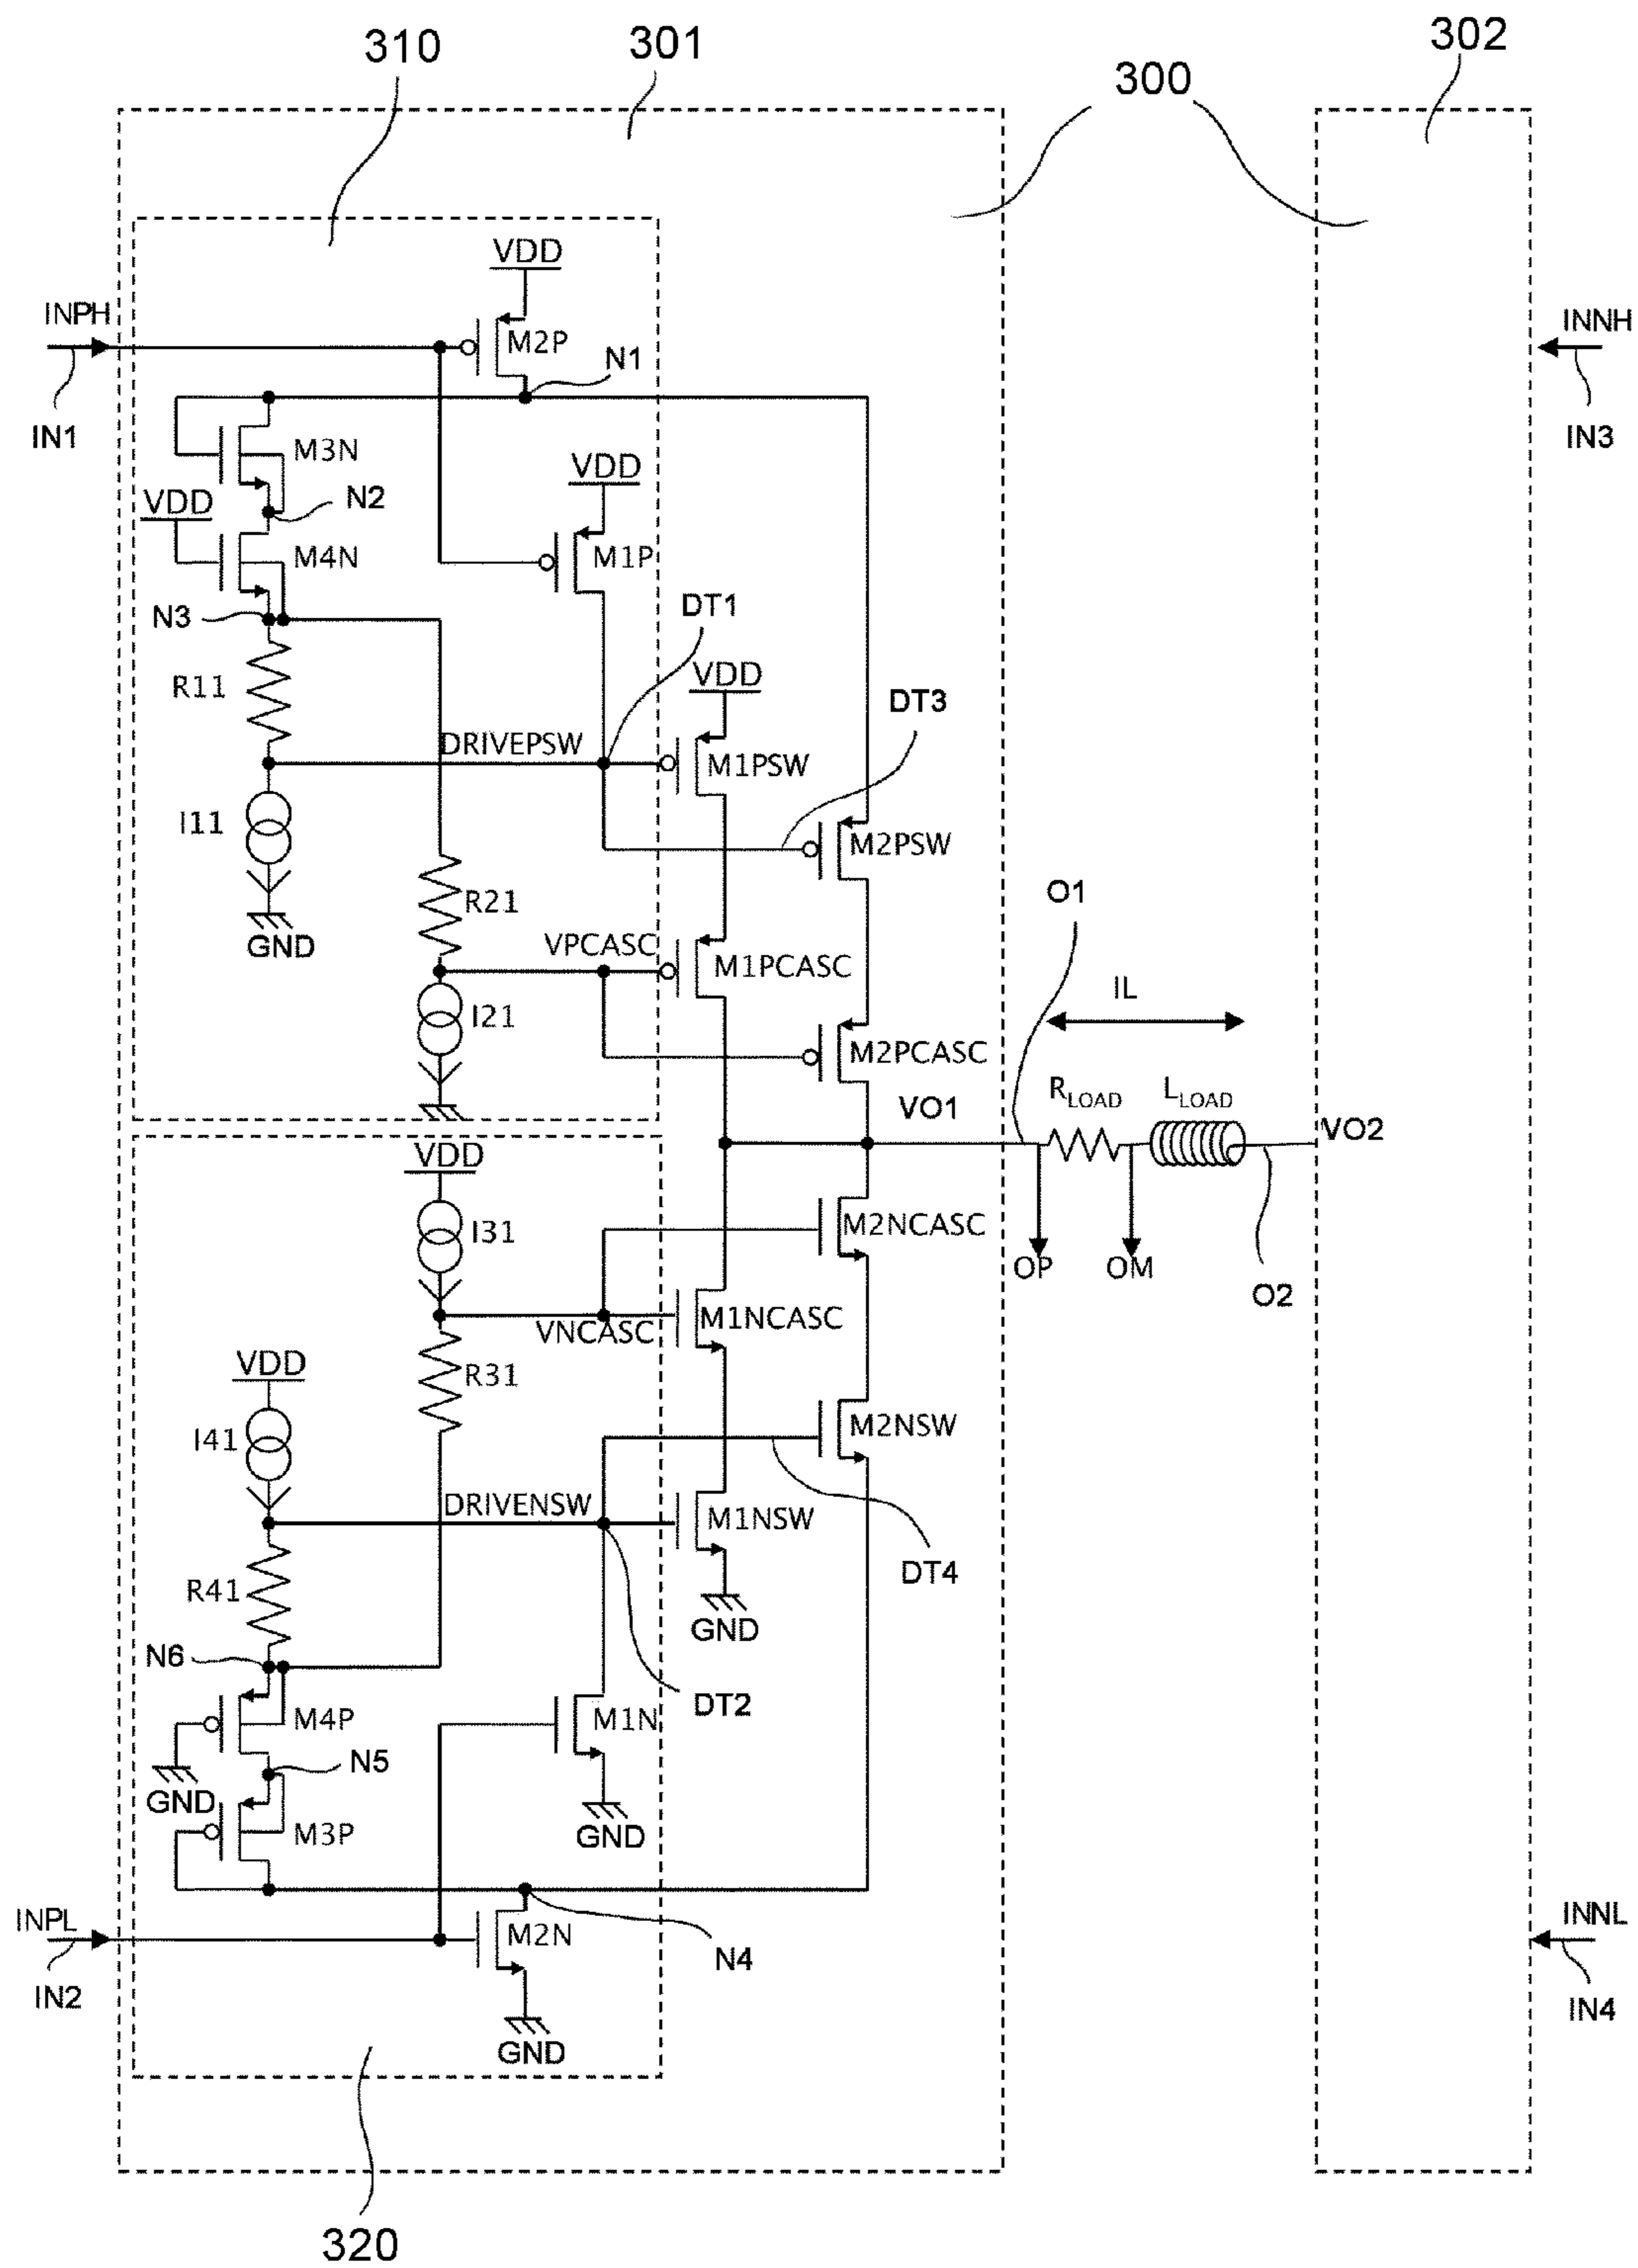 310
301
300
302
VDD
INPH
M2P
N1
INNH
IN1
IN3
M3N
VDD
VDD
N2
M4N
M1P
N3
DT1
R11
VDD
DT3
DRIVEPSW
M1PSW
I11
M2PSW
R21
O1
GND
VPCASC
M1PCASC
IL
I21
M2PCASC
VO1
RLOAD
LLOAD
VO2
VDD
I31
M2NCASC
OP
OM
O2
VNCASC
M1NCASC
VDD
R31
I41
M2NSW
DRIVENSW
M1NSW
DT4
R41
GND
N6
DT2
M4P
M1N
N5
GND
M3P
GND
INPL
M2N
N4
INNL
IN2
IN4
GND
320